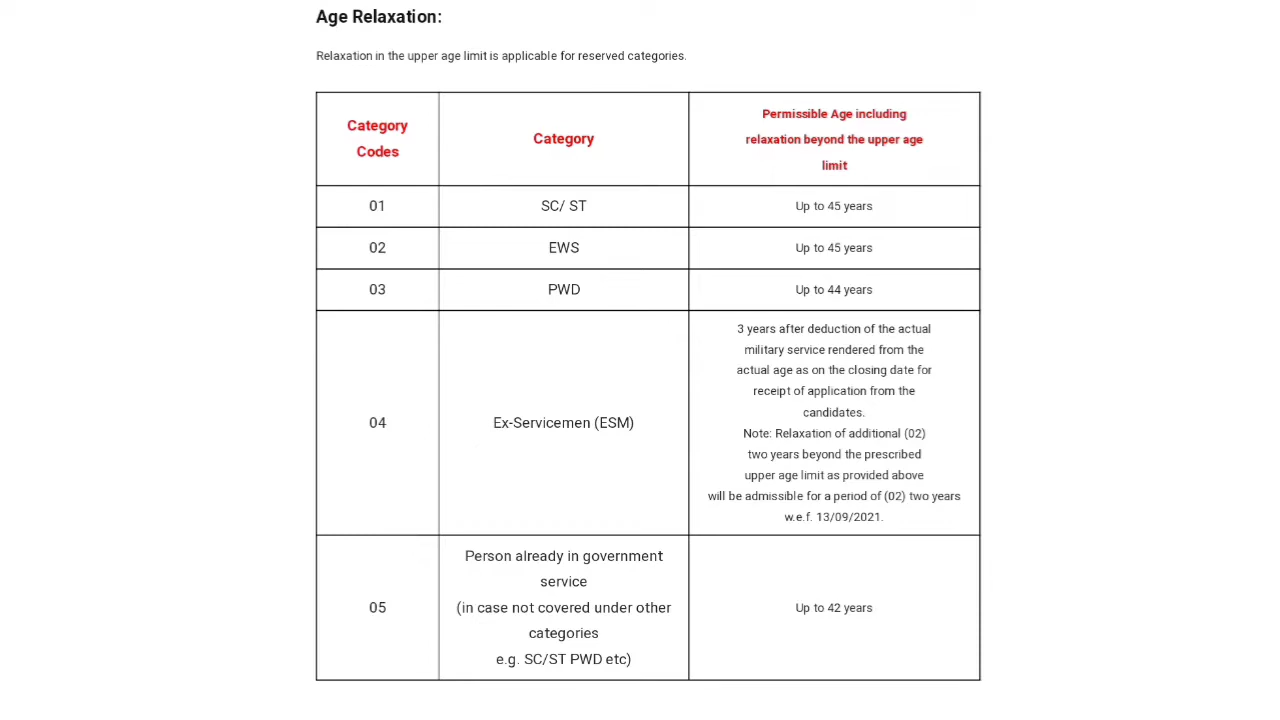 Age Relaxation:
Relaxation in the upper age limit is applicable for reserved categories.
Category
Codes
Category
Permissible Age including
relaxation beyond the upper age
limit
01
SC/ ST
Up to 45 years
02
EWS
Up to 45 years
03
PWD
Up to 44 years
04
Ex-Servicemen (ESM)
3 years after deduction of the actual
military service rendered from the
actual age as on the closing date for
receipt of application from the
candidates.
Note: Relaxation of additional (02)
two years beyond the prescribed
upper age limit as provided above
will be admissible for a period of (02) two years
w.e.f. 13/09/2021.
05
Person already in government
service
(in case not covered under other
categories
e.g. SC/ST PWD etc)
Up to 42 years